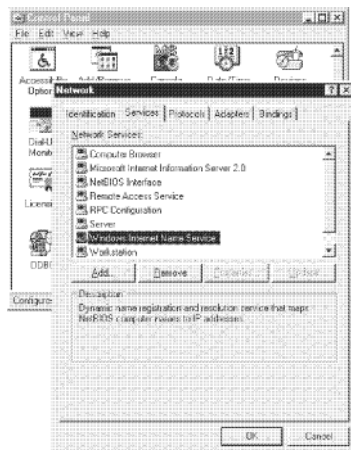 Control Panel
File Edit View Help
Network
Identification Services Protocols Adapters Bindings
Network Services:
Computer Browser
Microsoft Internet Information Server 2.0
NetBIOS Interface
Remote Access Service
RPC Configuration
Server
Windows Internet Name Service
Workstation
Add... Remove Properties... Update
Description:
Dynamic name registration and resolution service that maps
NetBIOS computer names to IP addresses.
OK Cancel